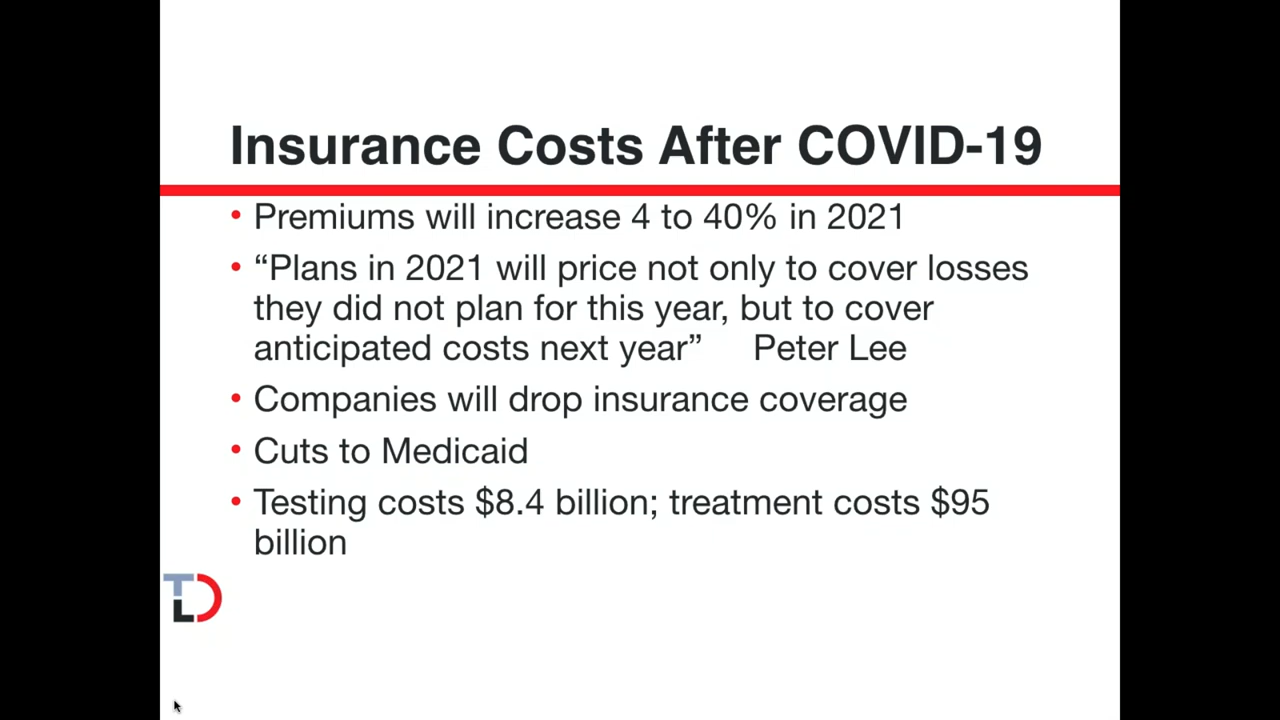 Insurance Costs After COVID-19
• Premiums will increase 4 to 40% in 2021
• “Plans in 2021 will price not only to cover losses
they did not plan for this year, but to cover
anticipated costs next year” Peter Lee
• Companies will drop insurance coverage
• Cuts to Medicaid
• Testing costs $8.4 billion; treatment costs $95
billion
TLD